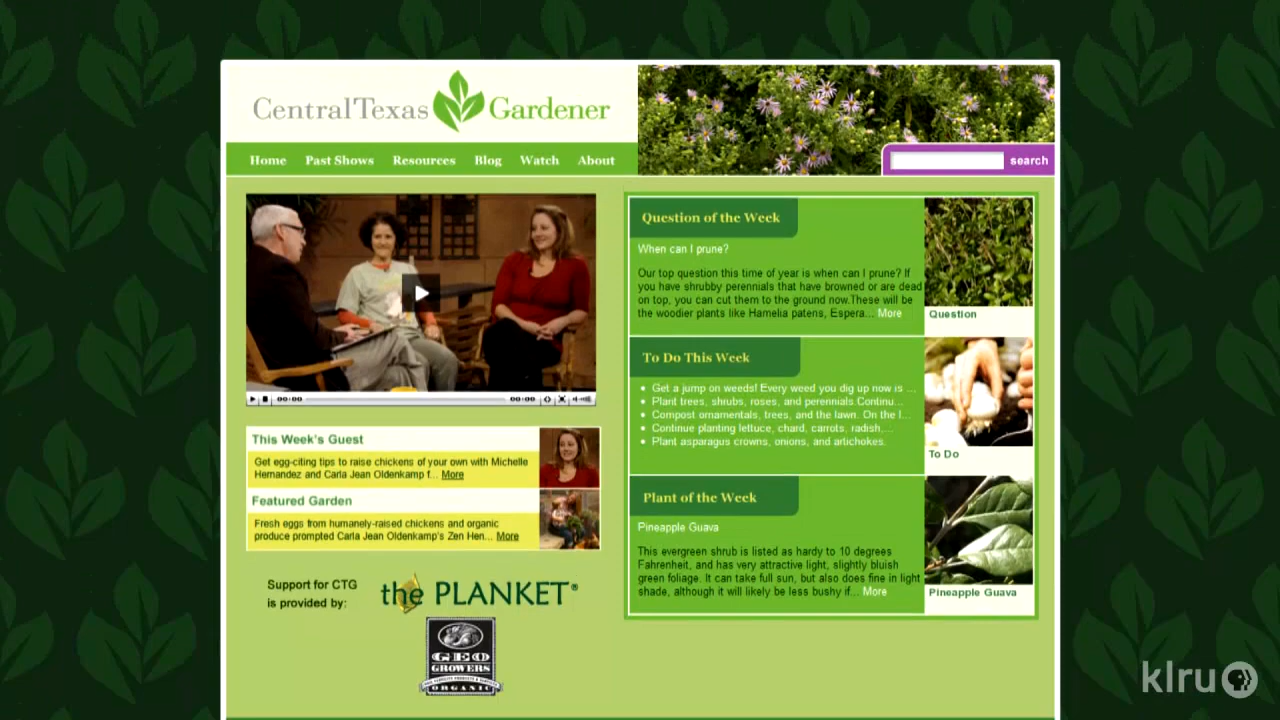 CentralTexas Gardener
Home Past Shows Resources Blog Watch About
search
Question of the Week
When can I prune?
Our top question this time of year is when can I prune? If
you have shrubby perennials that have browned or are dead
on top, you can cut them to the ground now.These will be
the woodier plants like Hamelia patens, Espera... More
Question
To Do This Week
Get a jump on weeds! Every weed you dig up now is ...
Plant trees, shrubs, roses, and perennials.Continu...
Compost ornamentals, trees, and the lawn. On the l...
Continue planting lettuce, chard, carrots, radish,...
Plant asparagus crowns, onions, and artichokes.
To Do
Plant of the Week
Pineapple Guava
This evergreen shrub is listed as hardy to 10 degrees
Fahrenheit, and has very attractive light, slightly bluish
green foliage. It can take full sun, but also does fine in light
shade, although it will likely be less bushy if... More
Pineapple Guava
00:00 00:00
This Week's Guest
Get egg-citing tips to raise chickens of your own with Michelle
Hernandez and Carla Jean Oldenkamp f... More
Featured Garden
Fresh eggs from humanely-raised chickens and organic
produce prompted Carla Jean Oldenkamp's Zen Hen... More
Support for CTG
is provided by:
the PLANKET®
GEO
GROWERS
ORGANIC
klru PBS